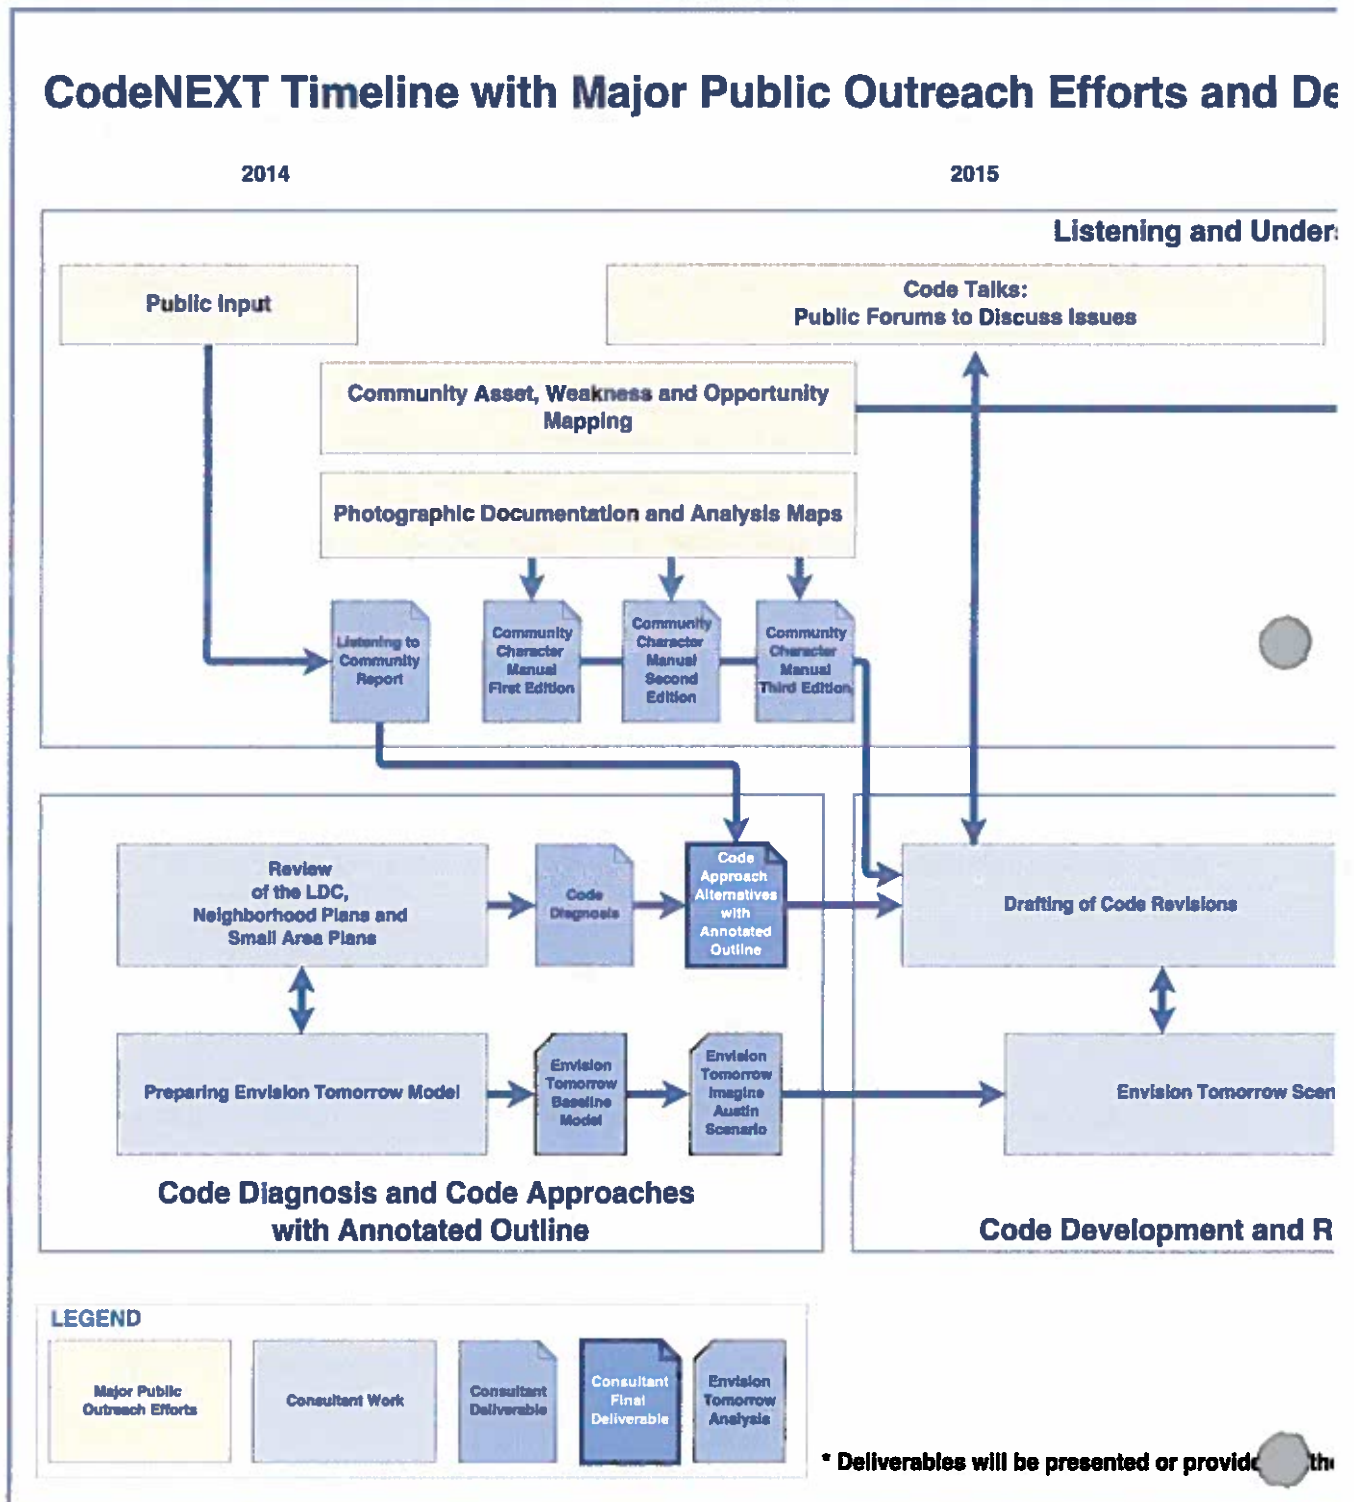 CodeNEXT Timeline with Major Public Outreach Efforts and De
2014
2015
Listening and Under
Public Input
Code Talks:
Public Forums to Discuss Issues
Community Asset, Weakness and Opportunity
Mapping
Photographic Documentation and Analysis Maps
Listening to
Community
Report
Community
Character
Manual
First Edition
Community
Character
Manual
Second
Edition
Community
Character
Manual
Third Edition
Review
of the LDC,
Neighborhood Plans and
Small Area Plans
Code
Diagnosis
Code
Approach
Alternatives
with
Annotated
Outline
Drafting of Code Revisions
Preparing Envision Tomorrow Model
Envision
Tomorrow
Baseline
Model
Envision
Tomorrow
Imagine
Austin
Scenario
Envision Tomorrow Scen
Code Diagnosis and Code Approaches
with Annotated Outline
Code Development and R
LEGEND
Major Public
Outreach Efforts
Consultant Work
Consultant
Deliverable
Consultant
Final
Deliverable
Envision
Tomorrow
Analysis
* Deliverables will be presented or provid the